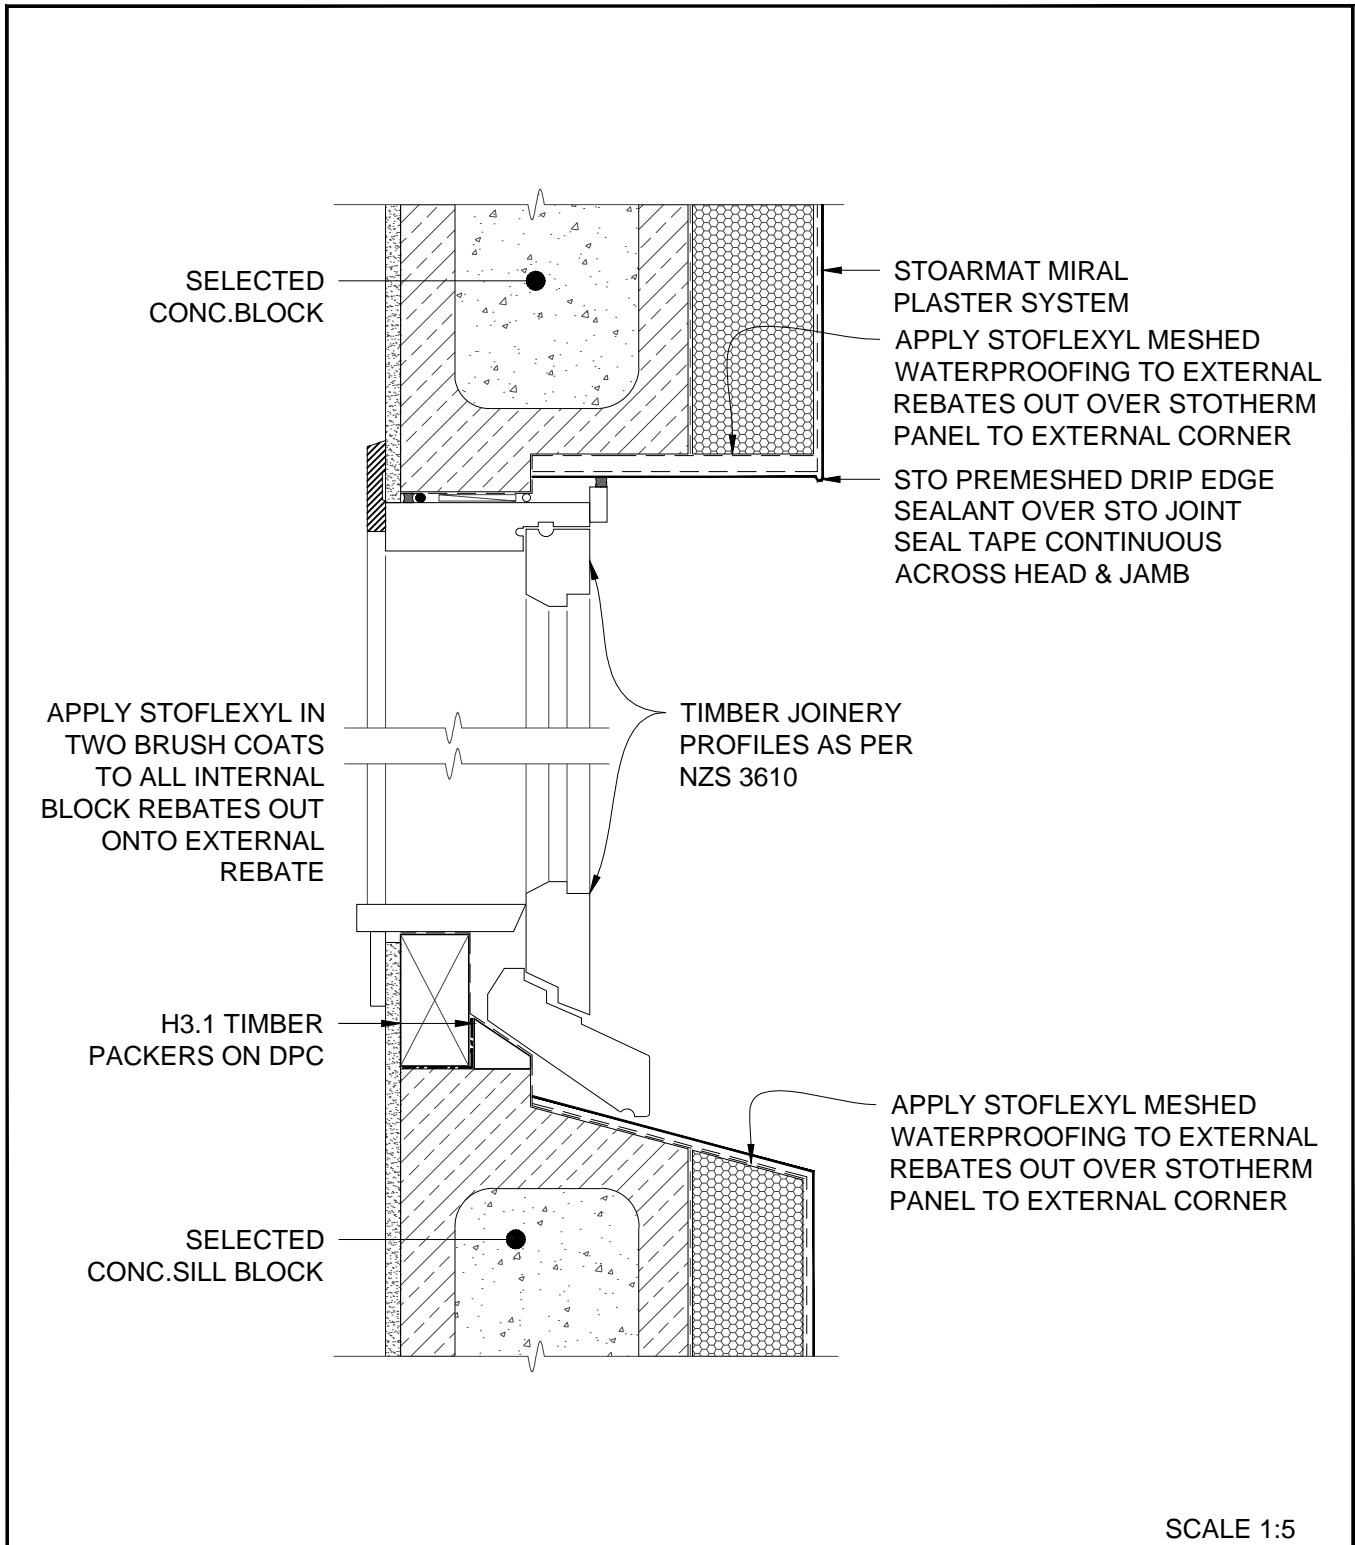 SELECTED
CONC.BLOCK
STOARMAT MIRAL
PLASTER SYSTEM
APPLY STOFLEXYL MESHED
WATERPROOFING TO EXTERNAL
REBATES OUT OVER STOTHERM
PANEL TO EXTERNAL CORNER
STO PREMESHED DRIP EDGE
SEALANT OVER STO JOINT
SEAL TAPE CONTINUOUS
ACROSS HEAD & JAMB
APPLY STOFLEXYL IN
TWO BRUSH COATS
TO ALL INTERNAL
BLOCK REBATES OUT
ONTO EXTERNAL
REBATE
TIMBER JOINERY
PROFILES AS PER
NZS 3610
H3.1 TIMBER
PACKERS ON DPC
APPLY STOFLEXYL MESHED
WATERPROOFING TO EXTERNAL
REBATES OUT OVER STOTHERM
PANEL TO EXTERNAL CORNER
SELECTED
CONC.SILL BLOCK
SCALE 1:5